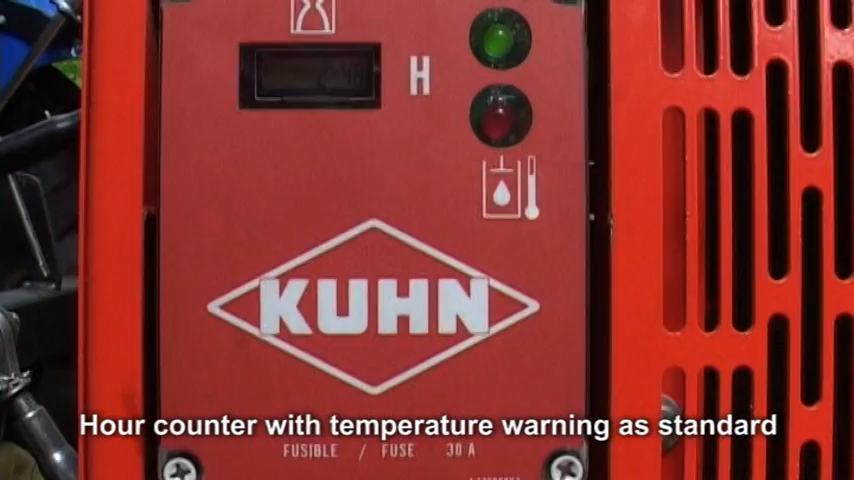 H
KUHN
Hour counter with temperature warning as standard
FUSIBLE / FUSE 30 A